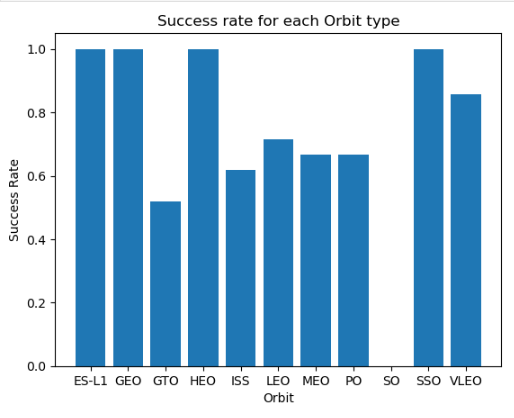 Success rate for each Orbit type
1.0
0.8
0.6
0.4
0.2
0.0
Success Rate
ES-L1 GEO GTO HEO ISS LEO MEO PO SO SSO VLEO
Orbit